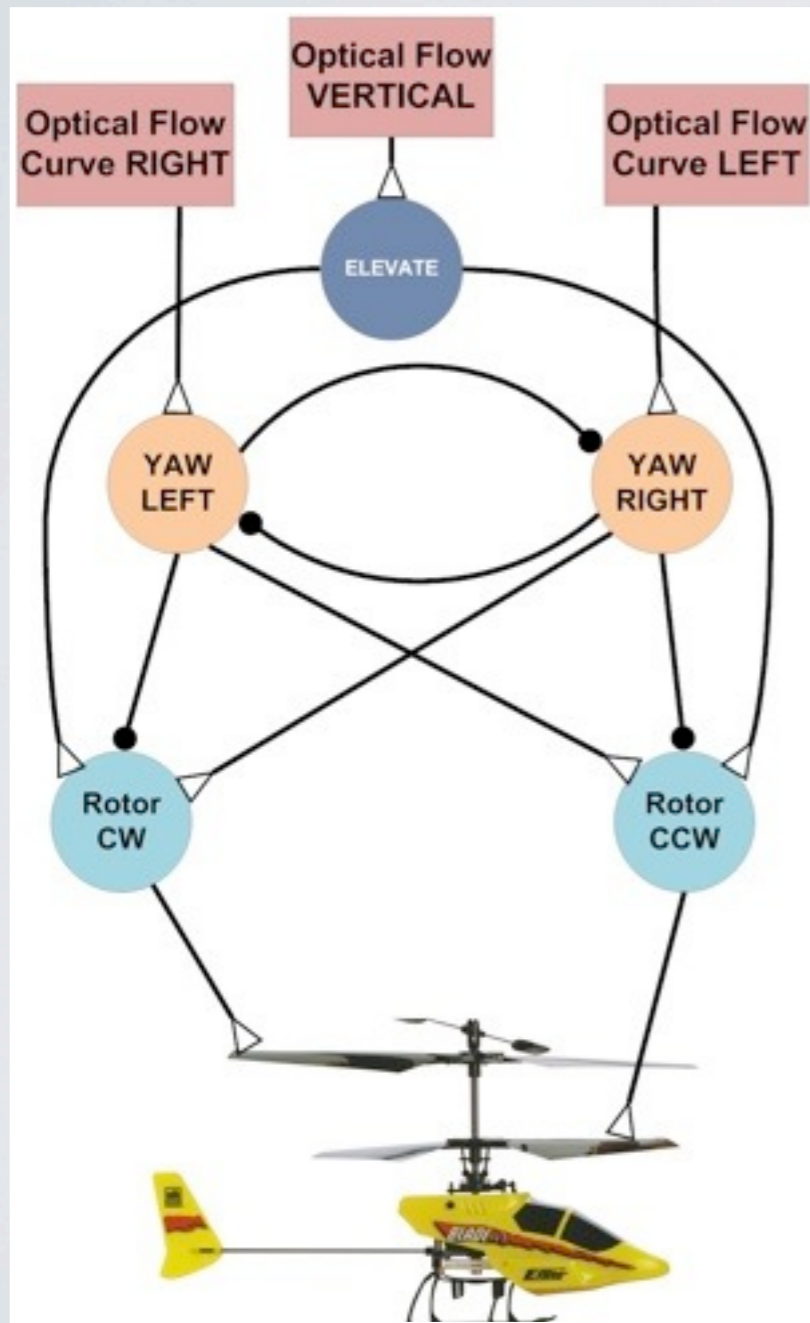 Optical Flow
VERTICAL
Optical Flow
Curve RIGHT
Optical Flow
Curve LEFT
ELEVATE
YAW
LEFT
YAW
RIGHT
Rotor
CW
Rotor
CCW
BLADE